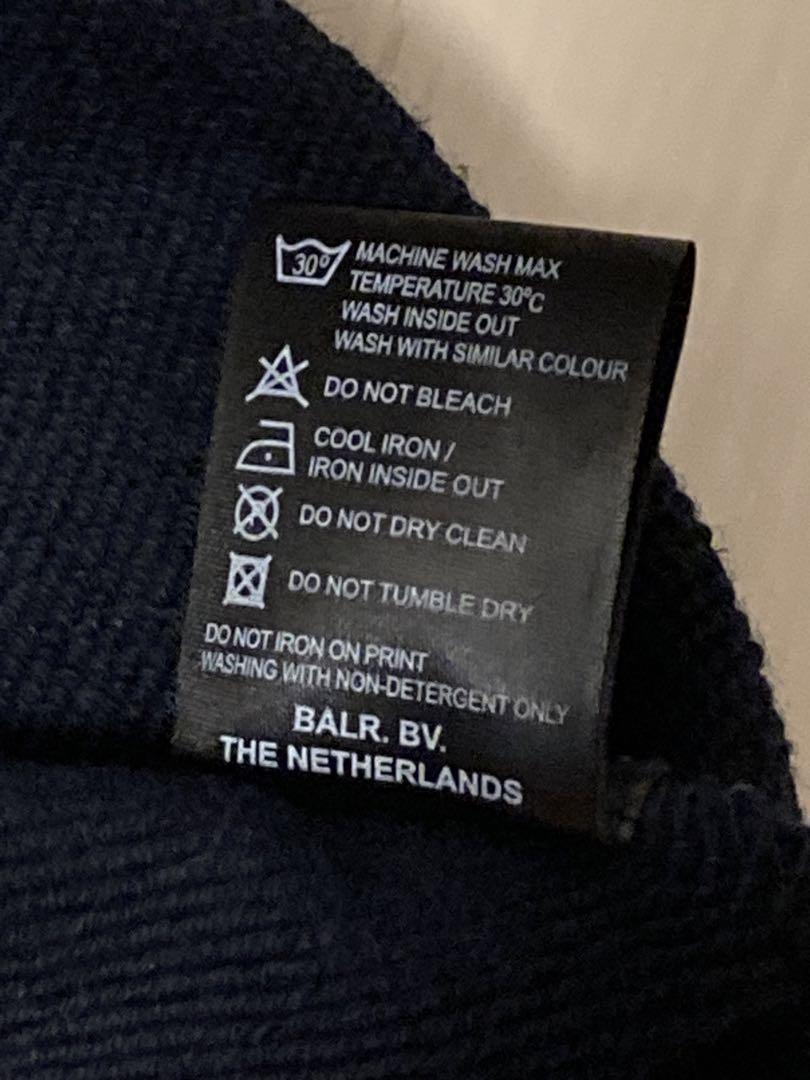 30º MACHINE WASH MAX
TEMPERATURE 30ºC
WASH INSIDE OUT
WASH WITH SIMILAR COLOUR
DO NOT BLEACH
COOL IRON /
IRON INSIDE OUT
DO NOT DRY CLEAN
DO NOT TUMBLE DRY
DO NOT IRON ON PRINT
WASHING WITH NON-DETERGENT ONLY
BALR. BV.
THE NETHERLANDS